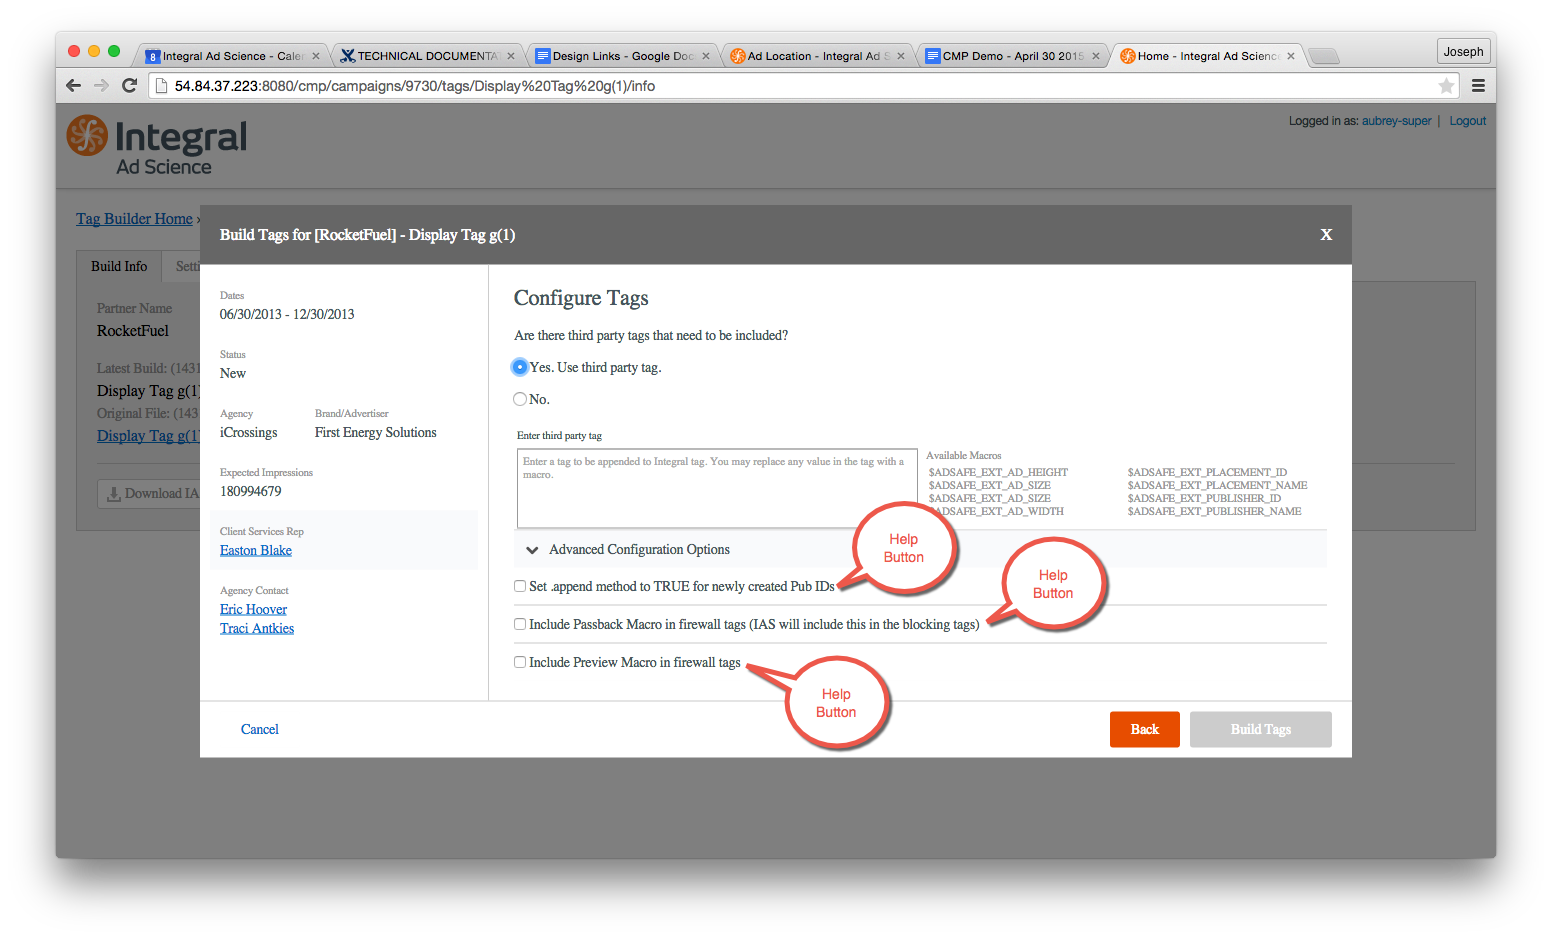 Integral Ad Science - Caler
TECHNICAL DOCUMENTA
Design Links - Google Doc
Ad Location - Integral Ad S
CMP Demo - April 30 2015
Home - Integral Ad Science
Joseph
54.84.37.223:8080/cmp/campaigns/9730/tags/Display%20Tag%20g(1)/info
Integral
Ad Science
Logged in as: aubrey-super | Logout
Tag Builder Home ›
Build Tags for [RocketFuel] - Display Tag g(1)
X
Build Info
Setti
Partner Name
RocketFuel
Latest Build: (1431
Display Tag g(1)
Original File: (143
Display Tag g(1)
Download IA
Dates
06/30/2013 - 12/30/2013
Status
New
Agency
Brand/Advertiser
iCrossings
First Energy Solutions
Expected Impressions
180994679
Client Services Rep
Easton Blake
Agency Contact
Eric Hoover
Traci Antkies
Configure Tags
Are there third party tags that need to be included?
Yes. Use third party tag.
No.
Enter third party tag
Enter a tag to be appended to Integral tag. You may replace any value in the tag with a
macro.
Available Macros
$ADSAFE_EXT_AD_HEIGHT
$ADSAFE_EXT_PLACEMENT_ID
$ADSAFE_EXT_AD_SIZE
$ADSAFE_EXT_PLACEMENT_NAME
$ADSAFE_EXT_AD_SIZE
$ADSAFE_EXT_PUBLISHER_ID
$ADSAFE_EXT_AD_WIDTH
$ADSAFE_EXT_PUBLISHER_NAME
Advanced Configuration Options
Help
Button
Set .append method to TRUE for newly created Pub IDs
Help
Button
Include Passback Macro in firewall tags (IAS will include this in the blocking tags)
Include Preview Macro in firewall tags
Help
Button
Cancel
Back
Build Tags